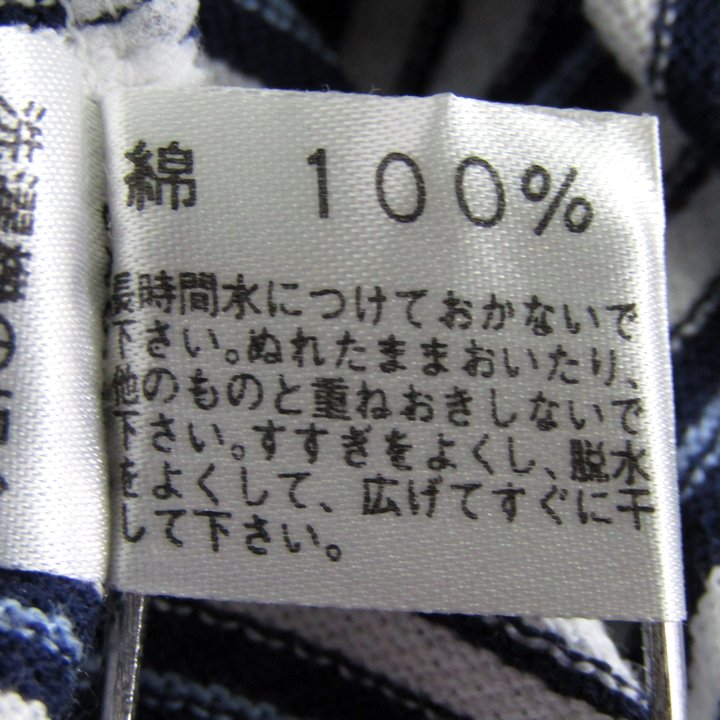 綿 100%
長時間水につけておかないで
下さい。ぬれたままおいたり、
他のものと重ねおきしないで
下さい。すすぎをよくし、脱水
をよくして、広げてすぐに干
して下さい。